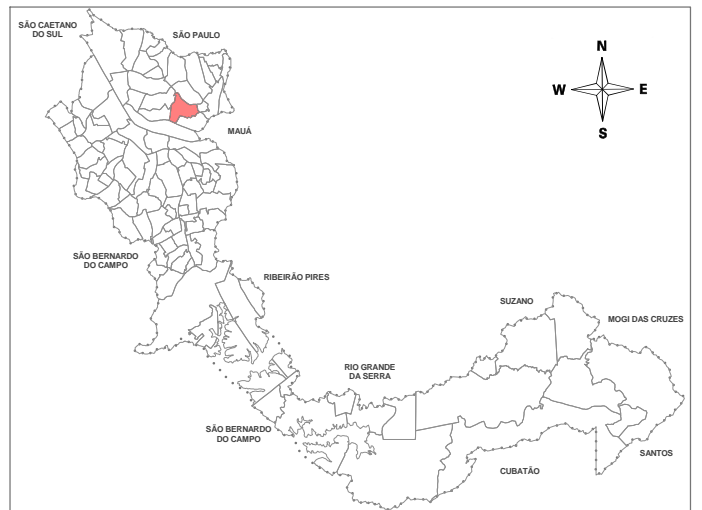 SÃO CAETANO
DO SUL
SÃO PAULO
N
W
E
S
MAUÁ
SÃO BERNARDO
DO CAMPO
RIBEIRÃO PIRES
SUZANO
MOGI DAS CRUZES
RIO GRANDE
DA SERRA
SÃO BERNARDO
DO CAMPO
SANTOS
CUBATÃO